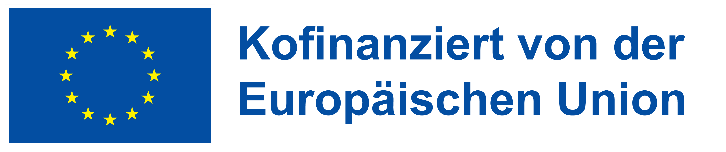 Kofinanziert von der
Europäischen Union